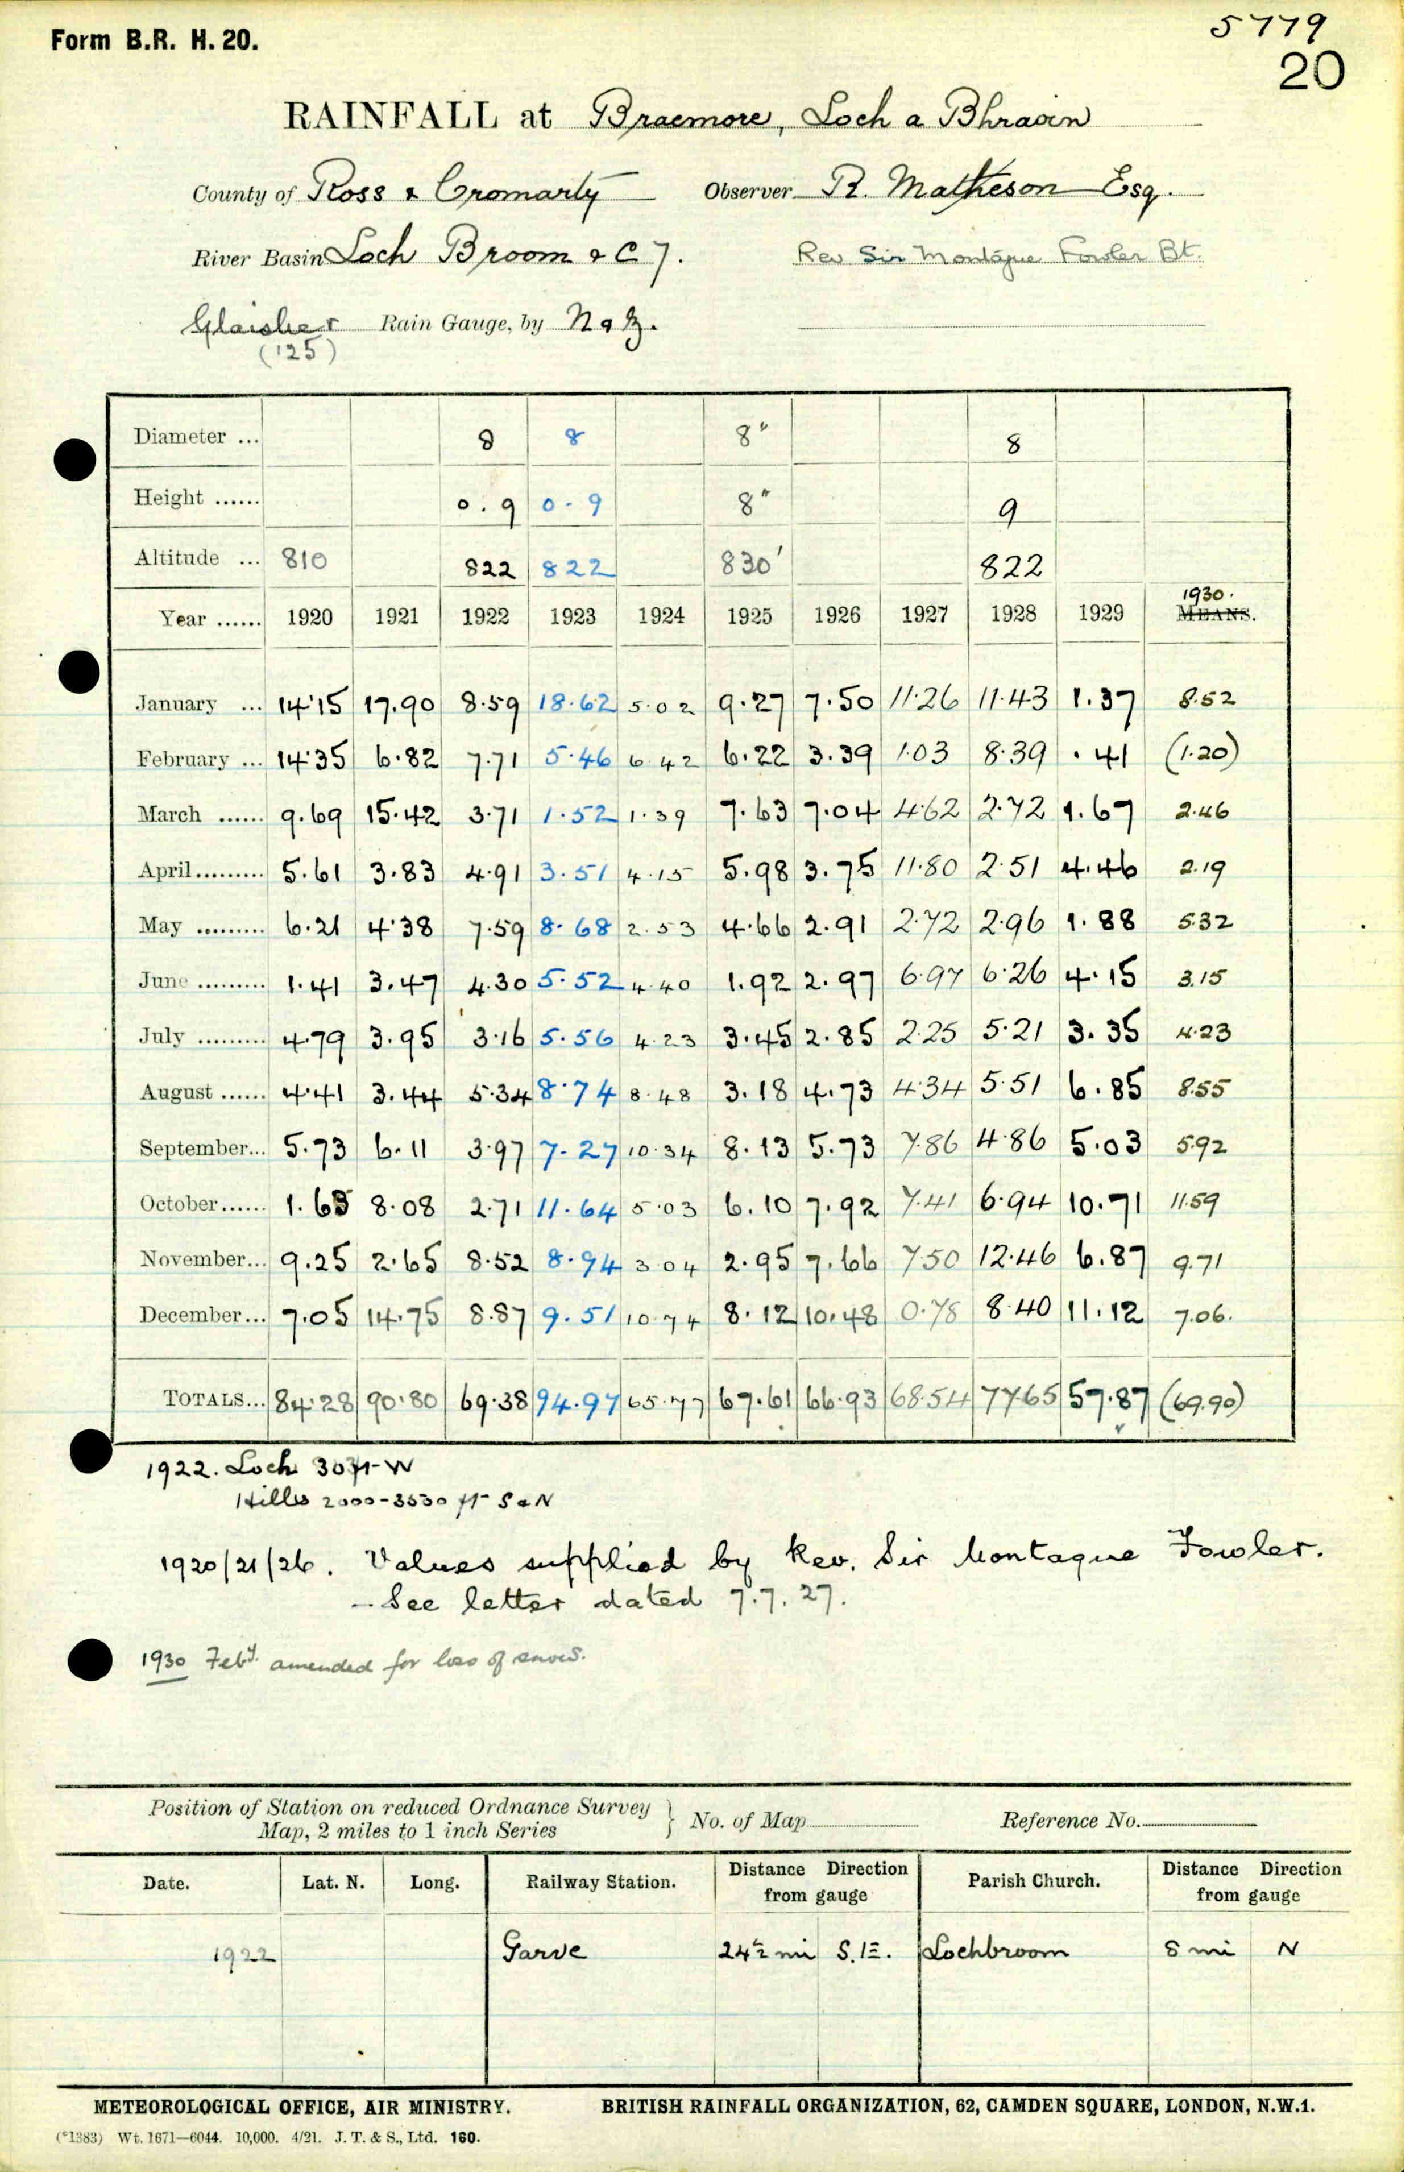 Form B.R. H. 20.
5779
20
RAINFALL at Braemore, Loch a Bhraoin
County of Ross & Cromarty Observer R. Matheson Esq.
River Basin Loch Broom & C 7. Rev Sir Montague Fowler Bt.
Glaisher Rain Gauge, by N & Z.
(125)
Diameter ... 8 8 8" 8
Height ...... 0.9 0.9 8" 9
Altitude ... 810 822 822 830' 822
1930.
Year ...... 1920 1921 1922 1923 1924 1925 1926 1927 1928 1929 MEANS.
January ... 14.15 17.90 8.59 18.62 5.02 9.27 7.50 11.26 11.43 1.37 8.52
February ... 14.35 6.82 7.71 5.46 6.42 6.22 3.39 1.03 8.39 .41 (1.20)
March ...... 9.69 15.42 3.71 1.52 1.39 7.63 7.04 4.62 2.72 1.67 2.46
April......... 5.61 3.83 4.91 3.51 4.15 5.98 3.75 11.80 2.51 4.46 2.19
May ......... 6.21 4.38 7.59 8.68 2.53 4.66 2.91 2.72 2.96 1.88 5.32
June ......... 1.41 3.47 4.30 5.52 4.40 1.92 2.97 6.97 6.26 4.15 3.15
July ......... 4.79 3.95 3.16 5.56 4.23 3.45 2.85 2.25 5.21 3.35 4.23
August ...... 4.41 3.44 5.34 8.74 8.48 3.18 4.73 4.34 5.51 6.85 8.55
September... 5.73 6.11 3.97 7.27 10.34 8.13 5.73 7.86 4.86 5.03 5.92
October...... 1.63 8.08 2.71 11.64 5.03 6.10 7.92 7.41 6.94 10.71 11.59
November... 9.25 2.65 8.52 8.94 3.04 2.95 7.66 7.50 12.46 6.87 9.71
December... 7.05 14.75 8.87 9.51 10.74 8.12 10.48 0.78 8.40 11.12 7.06.
TOTALS... 84.28 90.80 69.38 94.97 65.77 67.61 66.93 68.54 77.65 57.87 (69.90)
1922. Loch 30 ft W
Hills 2000-3530 ft S & N
1920/21/26. Values supplied by Rev. Sir Montague Fowler.
- See letter dated 7.7.27.
1930 Feby. amended for loss of snow.
Position of Station on reduced Ordnance Survey
Map, 2 miles to 1 inch Series } No. of Map Reference No.
Date. Lat. N. Long. Railway Station. Distance Direction from gauge Parish Church. Distance Direction from gauge
1922 Garve 24½ mi S.E. Lochbroom 8 mi N
METEOROLOGICAL OFFICE, AIR MINISTRY. BRITISH RAINFALL ORGANIZATION, 62, CAMDEN SQUARE, LONDON, N.W.1.
(*1383) Wt. 1671—6044. 10,000. 4/21. J. T. & S., Ltd. 160.